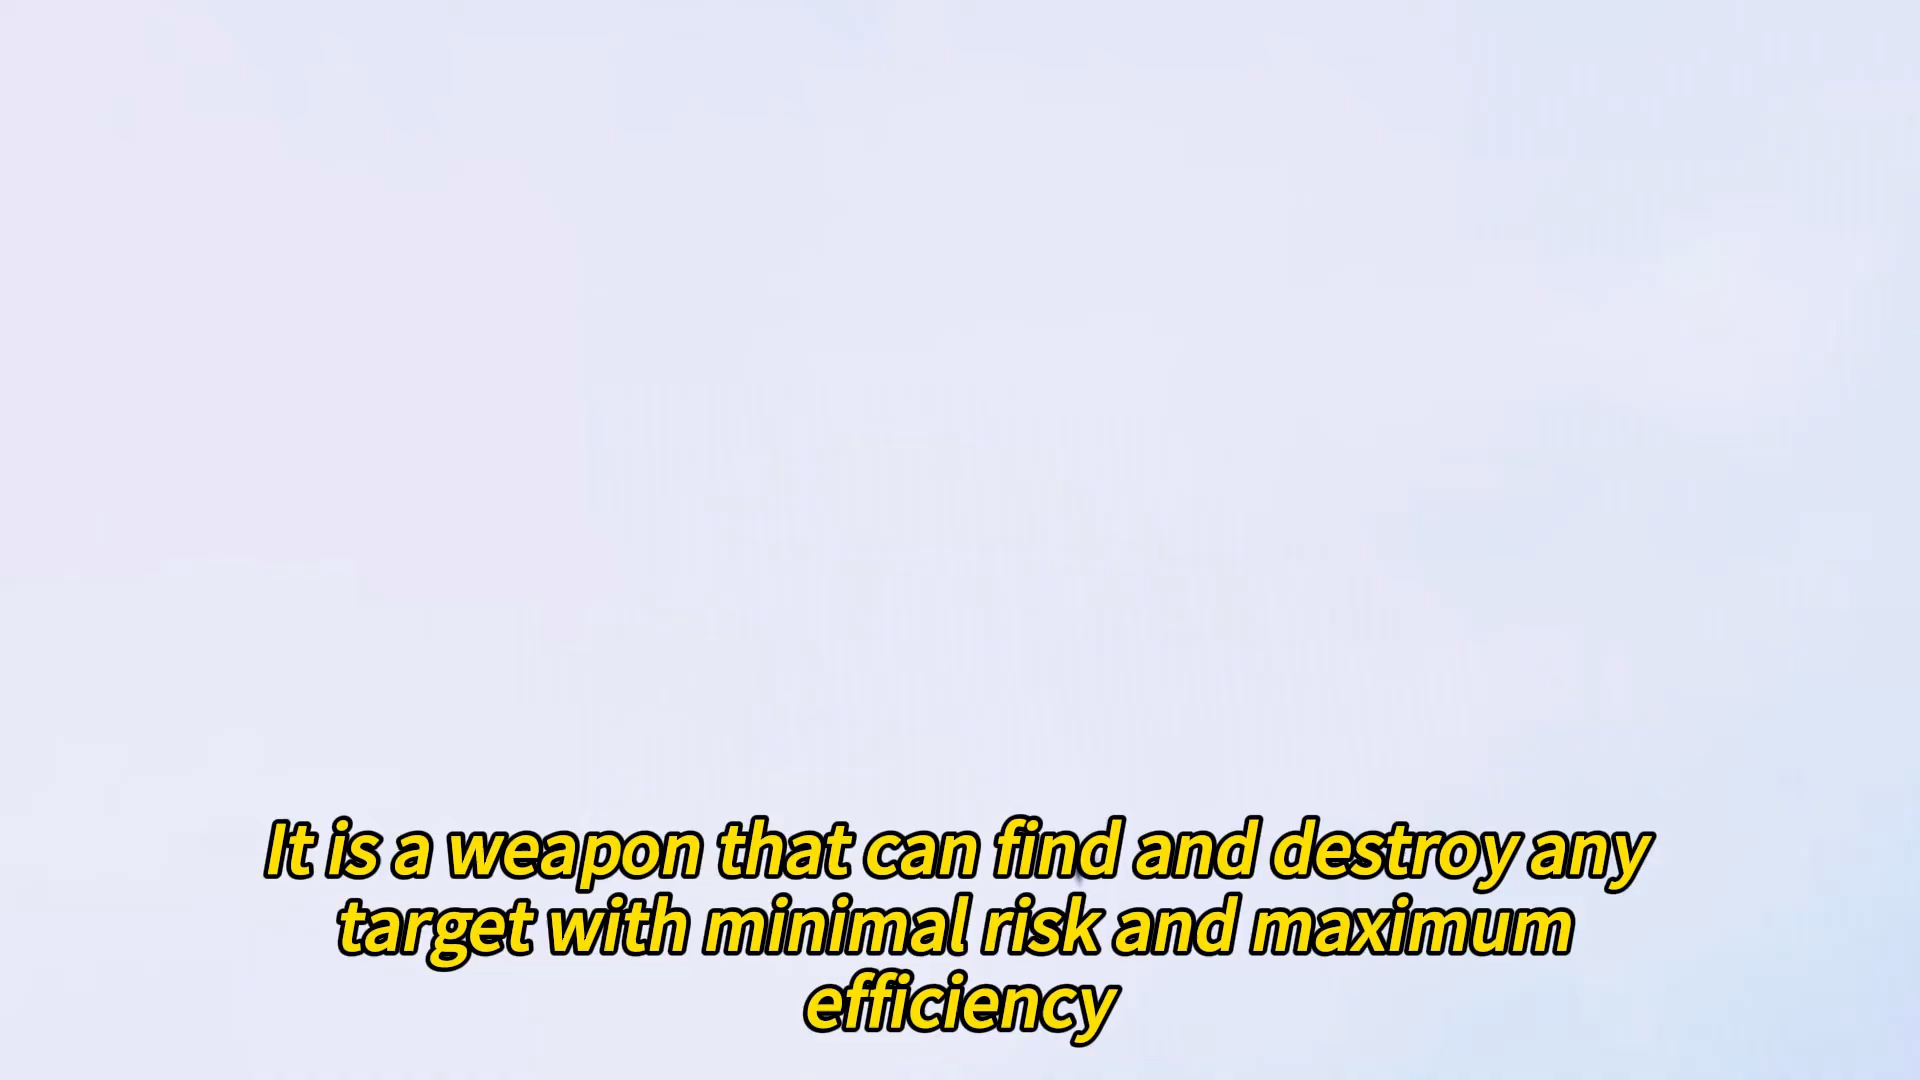 It is a weapon that can find and destroy any
target with minimal risk and maximum
efficiency